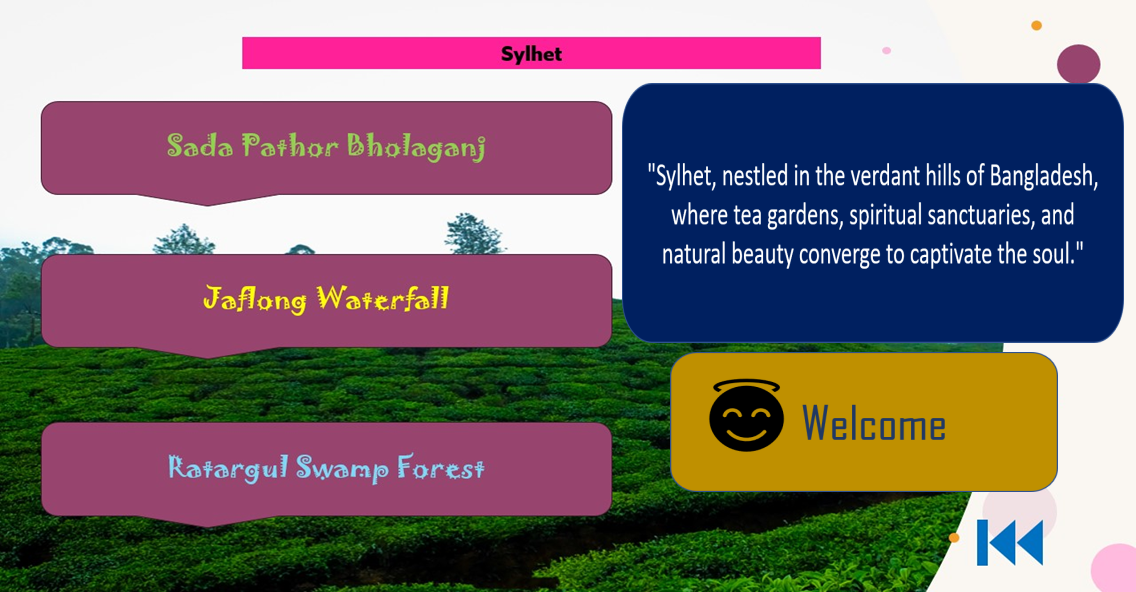 Sylhet
Sada Pathor Bholaganj
Jaflong Waterfall
Ratargul Swamp Forest
"Sylhet, nestled in the verdant hills of Bangladesh,
where tea gardens, spiritual sanctuaries, and
natural beauty converge to captivate the soul."
Welcome